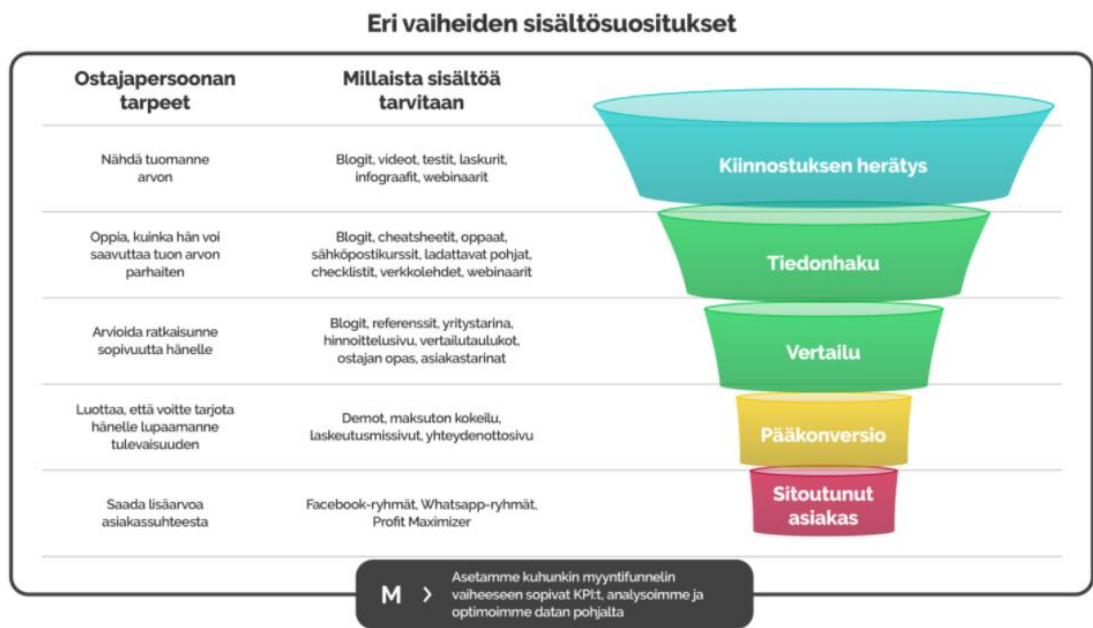 Eri vaiheiden sisältösuositukset
Ostajapersoonan
tarpeet
Millaista sisältöä
tarvitaan
Nähdä tuomanne
arvon
Blogit, videot, testit, laskurit,
infograafit, webinaarit
Kiinnostuksen herätys
Oppia, kuinka hän voi
saavuttaa tuon arvon
parhaiten
Blogit, cheatsheetit, oppaat,
sähköpostikurssit, ladattavat pohjat,
checklistit, verkkolehdet, webinaarit
Tiedonhaku
Arvioida ratkaisunne
sopivuutta hänelle
Blogit, referenssit, yritystarina,
hinnoittelusivu, vertailutaulukot,
ostajan opas, asiakastarinat
Vertailu
Luottaa, että voitte tarjota
hänelle lupaamanne
tulevaisuuden
Demot, maksuton kokeilu,
laskeutusmissivut, yhteydenottosivu
Pääkonversio
Saada lisäarvoa
asiakassuhteesta
Facebook-ryhmät, Whatsapp-ryhmät,
Profit Maximizer
Sitoutunut
asiakas
M >
Asetamme kuhunkin myyntifunnelin
vaiheeseen sopivat KPI:t, analysoimme ja
optimoimme datan pohjalta